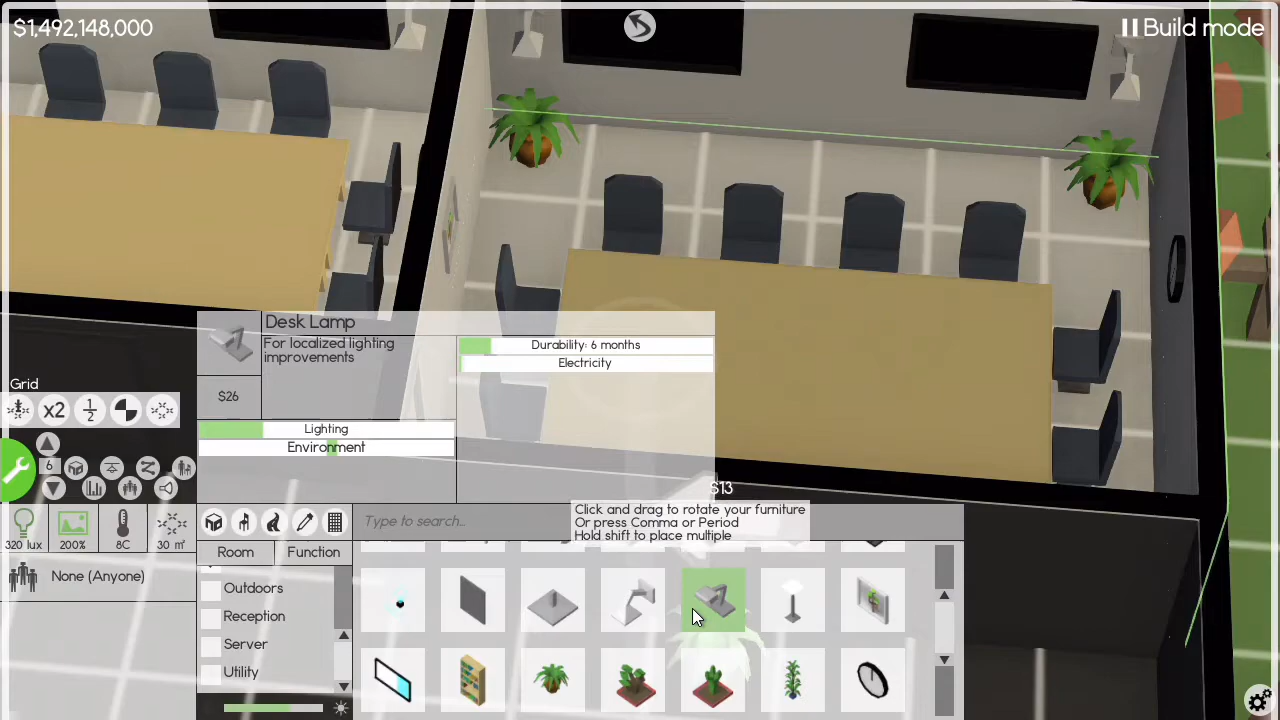 $1,492,148,000
Build mode
Desk Lamp
For localized lighting
improvements
Durability: 6 months
Electricity
$26
Lighting
Environment
Grid
x2
1/2
6
$13
Click and drag to rotate your furniture
Or press Comma or Period
Hold shift to place multiple
320 lux
200%
8C
30 m²
Type to search...
Room
Function
None (Anyone)
Outdoors
Reception
Server
Utility